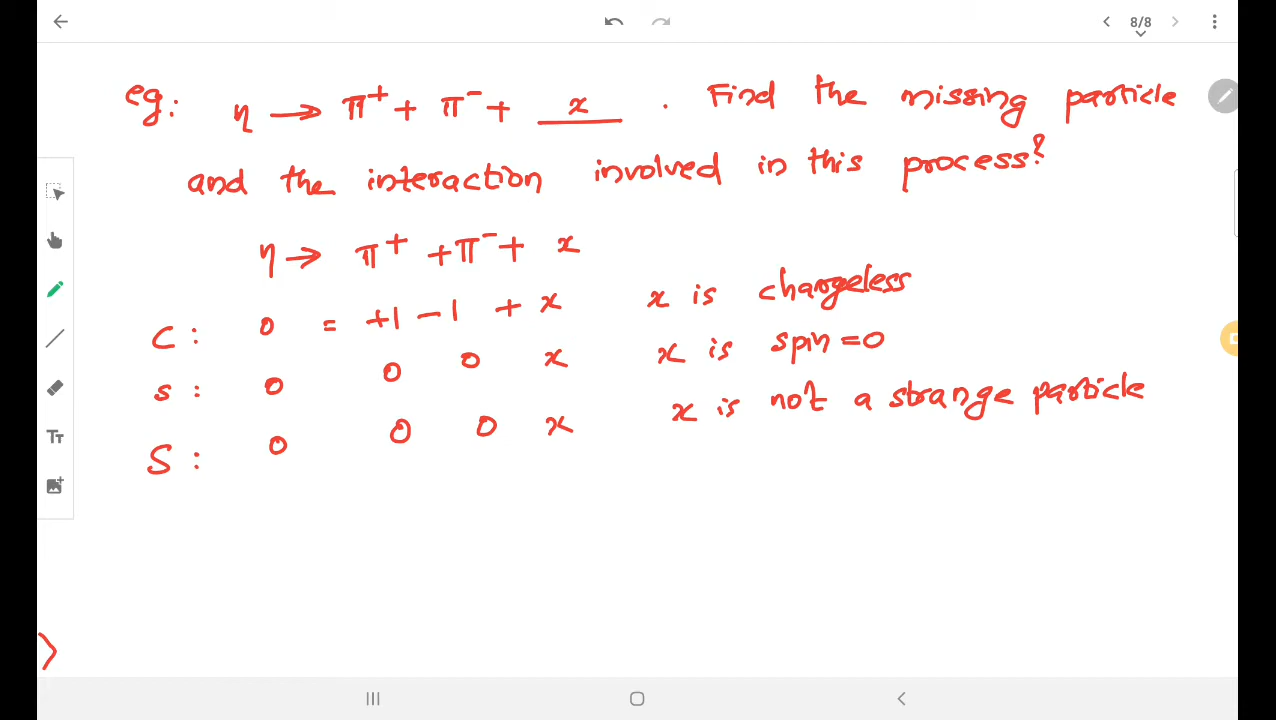 8/8
eg: η → π⁺ + π⁻ + x . Find the missing particle
and the interaction involved in this process?
η → π⁺ + π⁻ + x
C: 0 = +1 -1 + x x is chargeless
s: 0 0 0 x x is spin=0
S: 0 0 0 x x is not a strange particle
Tт